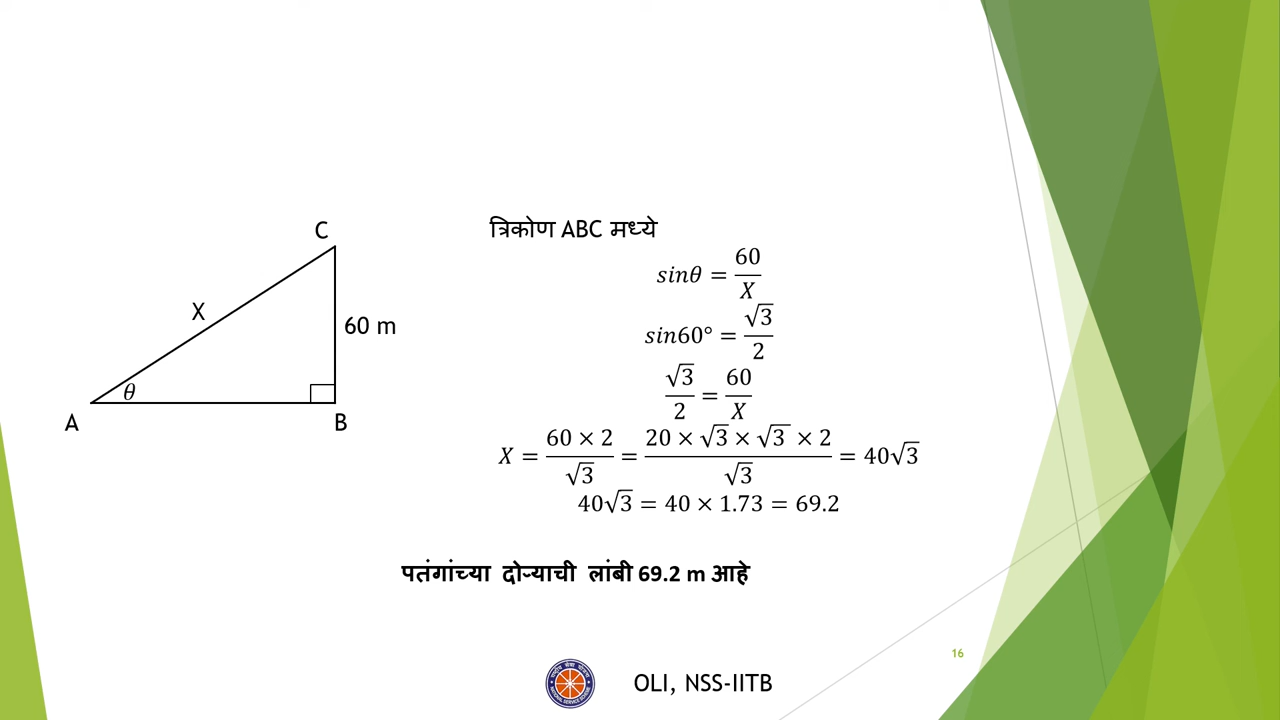 C
X
60 m
θ
A
B
त्रिकोण ABC मध्ये
sinθ = 60/X
sin60° = √3/2
√3/2 = 60/X
X = (60 × 2)/√3 = (20 × √3 × √3 × 2)/√3 = 40√3
40√3 = 40 × 1.73 = 69.2
पतंगांच्या दोऱ्याची लांबी 69.2 m आहे
16
OLI, NSS-IITB